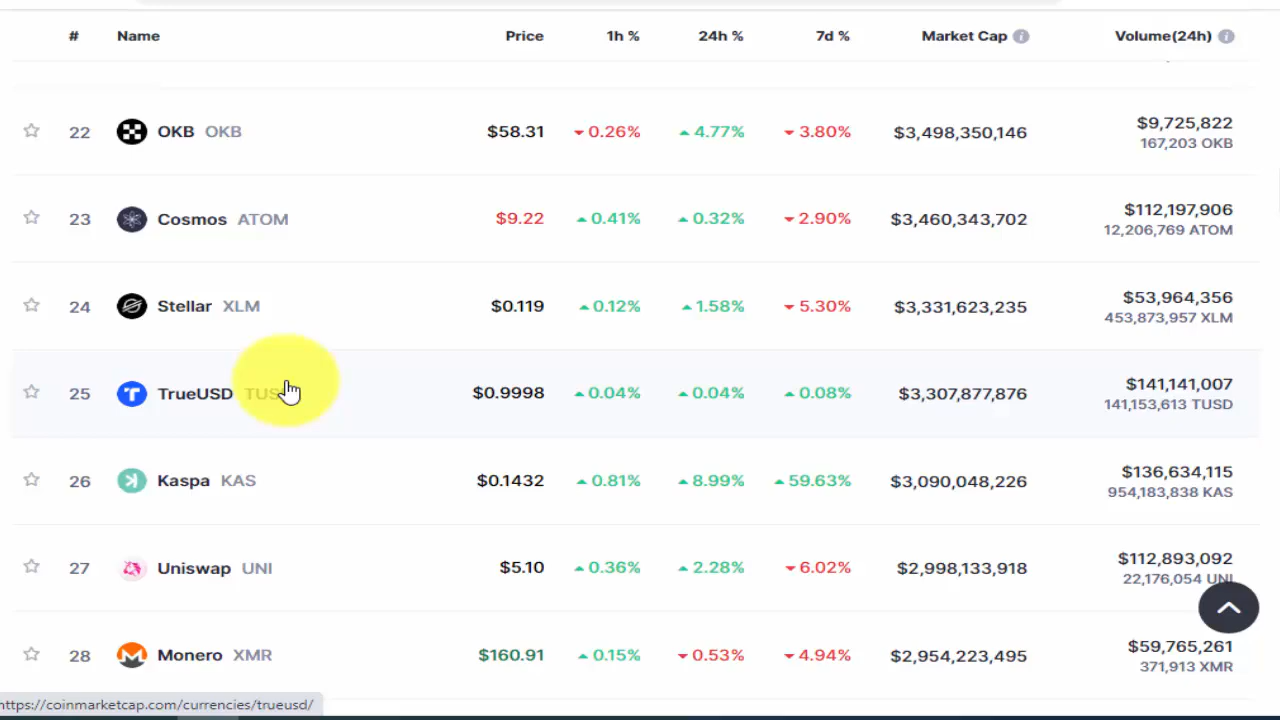 # Name Price 1h % 24h % 7d % Market Cap Volume(24h)
22 OKB OKB $58.31 0.26% 4.77% 3.80% $3,498,350,146 $9,725,822
167,203 OKB
23 Cosmos ATOM $9.22 0.41% 0.32% 2.90% $3,460,343,702 $112,197,906
12,206,769 ATOM
24 Stellar XLM $0.119 0.12% 1.58% 5.30% $3,331,623,235 $53,964,356
453,873,957 XLM
25 TrueUSD TUSD $0.9998 0.04% 0.04% 0.08% $3,307,877,876 $141,141,007
141,153,613 TUSD
26 Kaspa KAS $0.1432 0.81% 8.99% 59.63% $3,090,048,226 $136,634,115
954,183,838 KAS
27 Uniswap UNI $5.10 0.36% 2.28% 6.02% $2,998,133,918 $112,893,092
22,176,054 UNI
28 Monero XMR $160.91 0.15% 0.53% 4.94% $2,954,223,495 $59,765,261
371,913 XMR
https://coinmarketcap.com/currencies/trueusd/